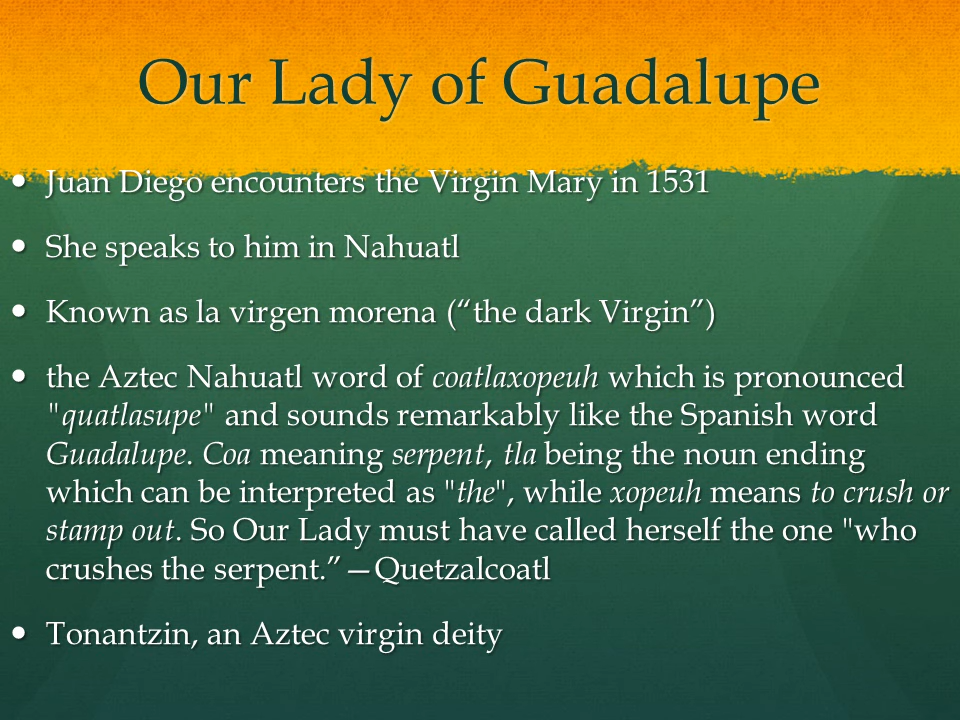 Our Lady of Guadalupe
• Juan Diego encounters the Virgin Mary in 1531
• She speaks to him in Nahuatl
• Known as la virgen morena (“the dark Virgin”)
• the Aztec Nahuatl word of coatlaxopeuh which is pronounced
"quatlasupe" and sounds remarkably like the Spanish word
Guadalupe. Coa meaning serpent, tla being the noun ending
which can be interpreted as "the", while xopeuh means to crush or
stamp out. So Our Lady must have called herself the one "who
crushes the serpent.”—Quetzalcoatl
• Tonantzin, an Aztec virgin deity